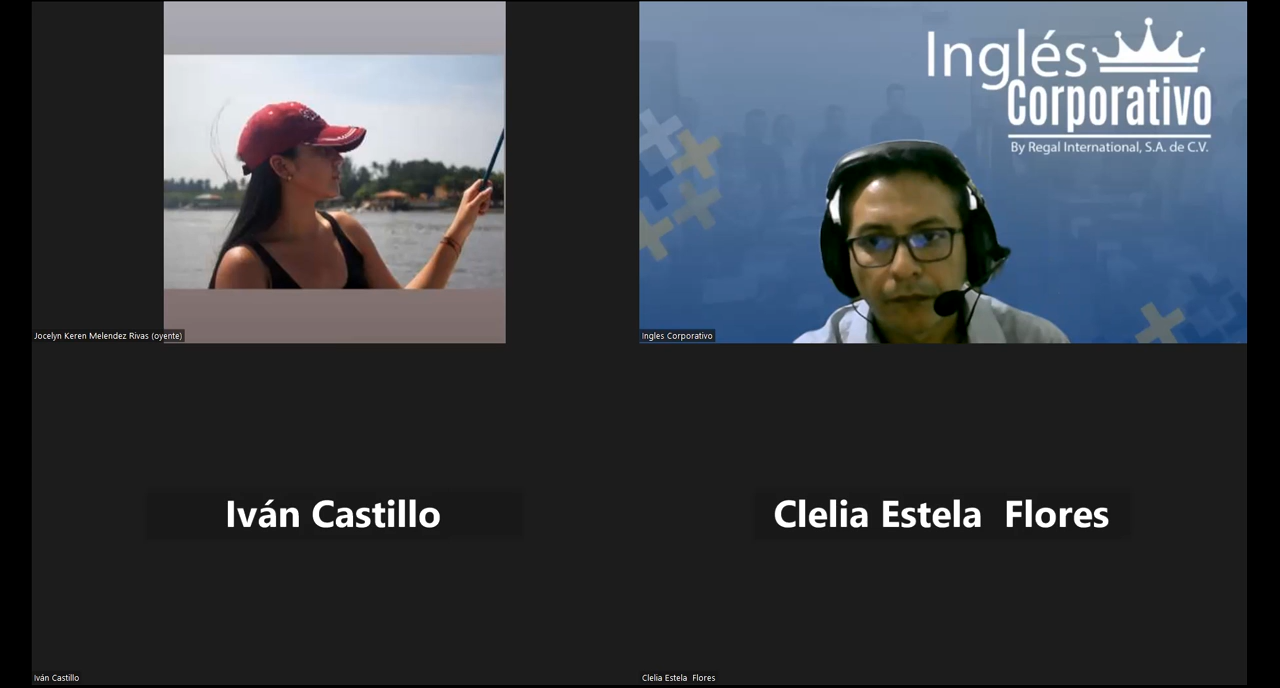 Inglés
Corporativo
By Regal International, S.A. de C.V.
Jocelyn Keren Melendez Rivas (oyente)
Ingles Corporativo
Iván Castillo
Clelia Estela  Flores
Iván Castillo
Clelia Estela  Flores